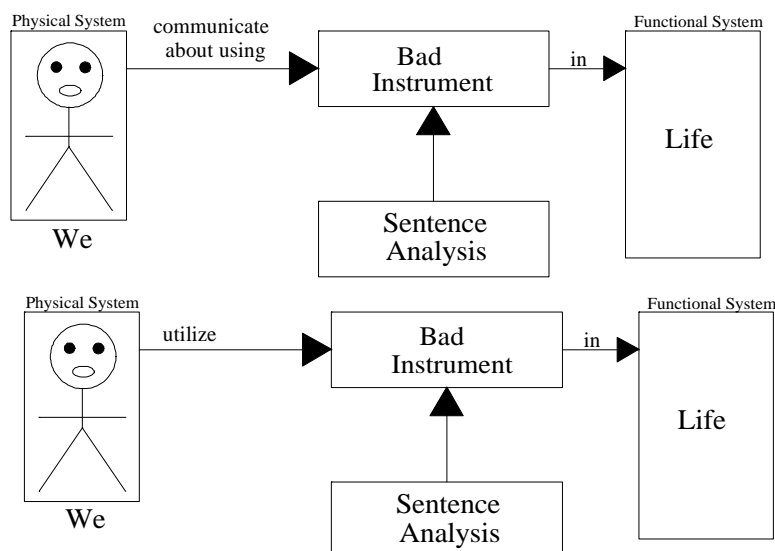 Physical System
communicate
about using
Bad
Instrument
in
Functional System
Life
We
Sentence
Analysis
Physical System
utilize
Bad
Instrument
in
Functional System
Life
We
Sentence
Analysis